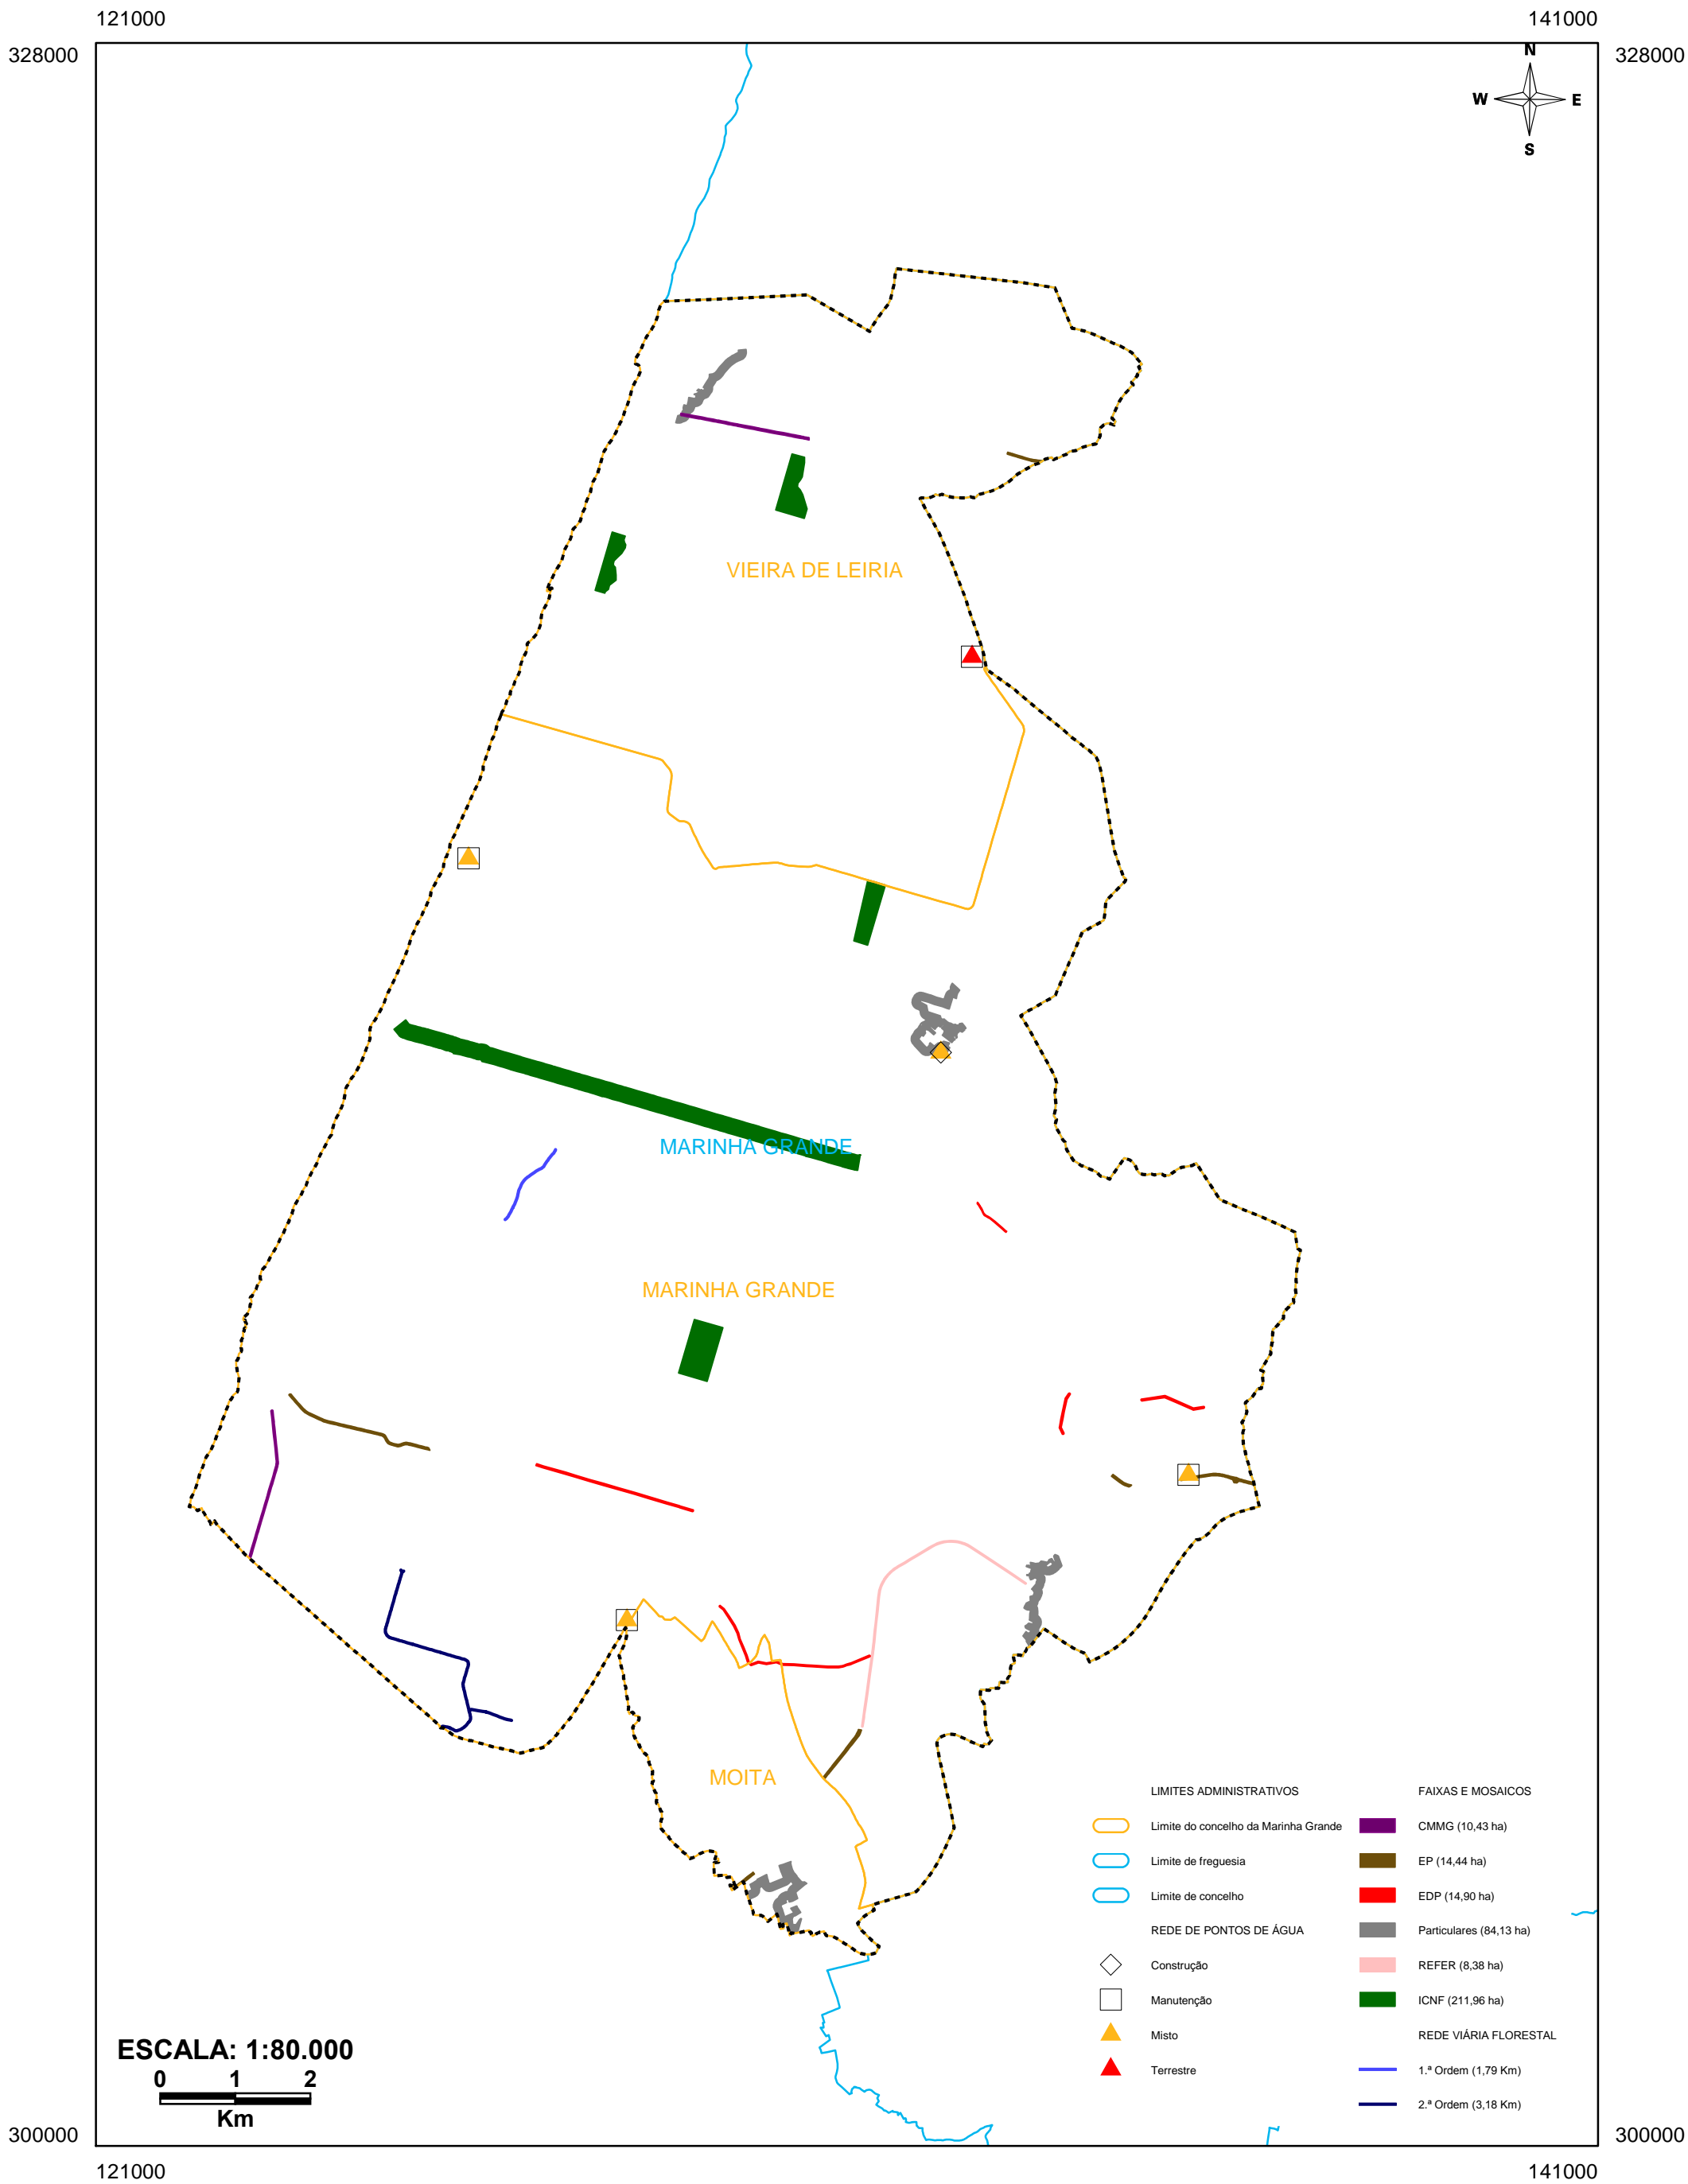 121000
141000
328000
328000
N
W
E
S
VIEIRA DE LEIRIA
MARINHA GRANDE
MARINHA GRANDE
MOITA
LIMITES ADMINISTRATIVOS
Limite do concelho da Marinha Grande
Limite de freguesia
Limite de concelho
REDE DE PONTOS DE ÁGUA
Construção
Manutenção
Misto
Terrestre
FAIXAS E MOSAICOS
CMMG (10,43 ha)
EP (14,44 ha)
EDP (14,90 ha)
Particulares (84,13 ha)
REFER (8,38 ha)
ICNF (211,96 ha)
REDE VIÁRIA FLORESTAL
1.ª Ordem (1,79 Km)
2.ª Ordem (3,18 Km)
ESCALA: 1:80.000
0 1 2
Km
300000
300000
121000
141000